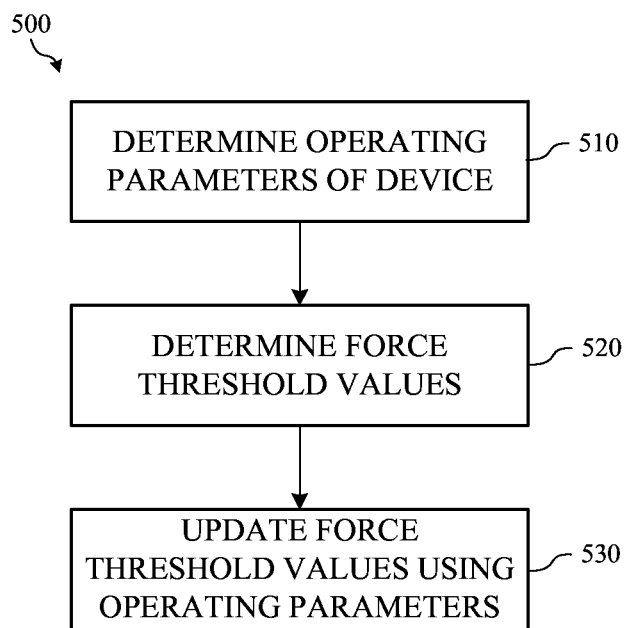 500
DETERMINE OPERATING
PARAMETERS OF DEVICE
510
DETERMINE FORCE
THRESHOLD VALUES
520
UPDATE FORCE
THRESHOLD VALUES USING
OPERATING PARAMETERS
530